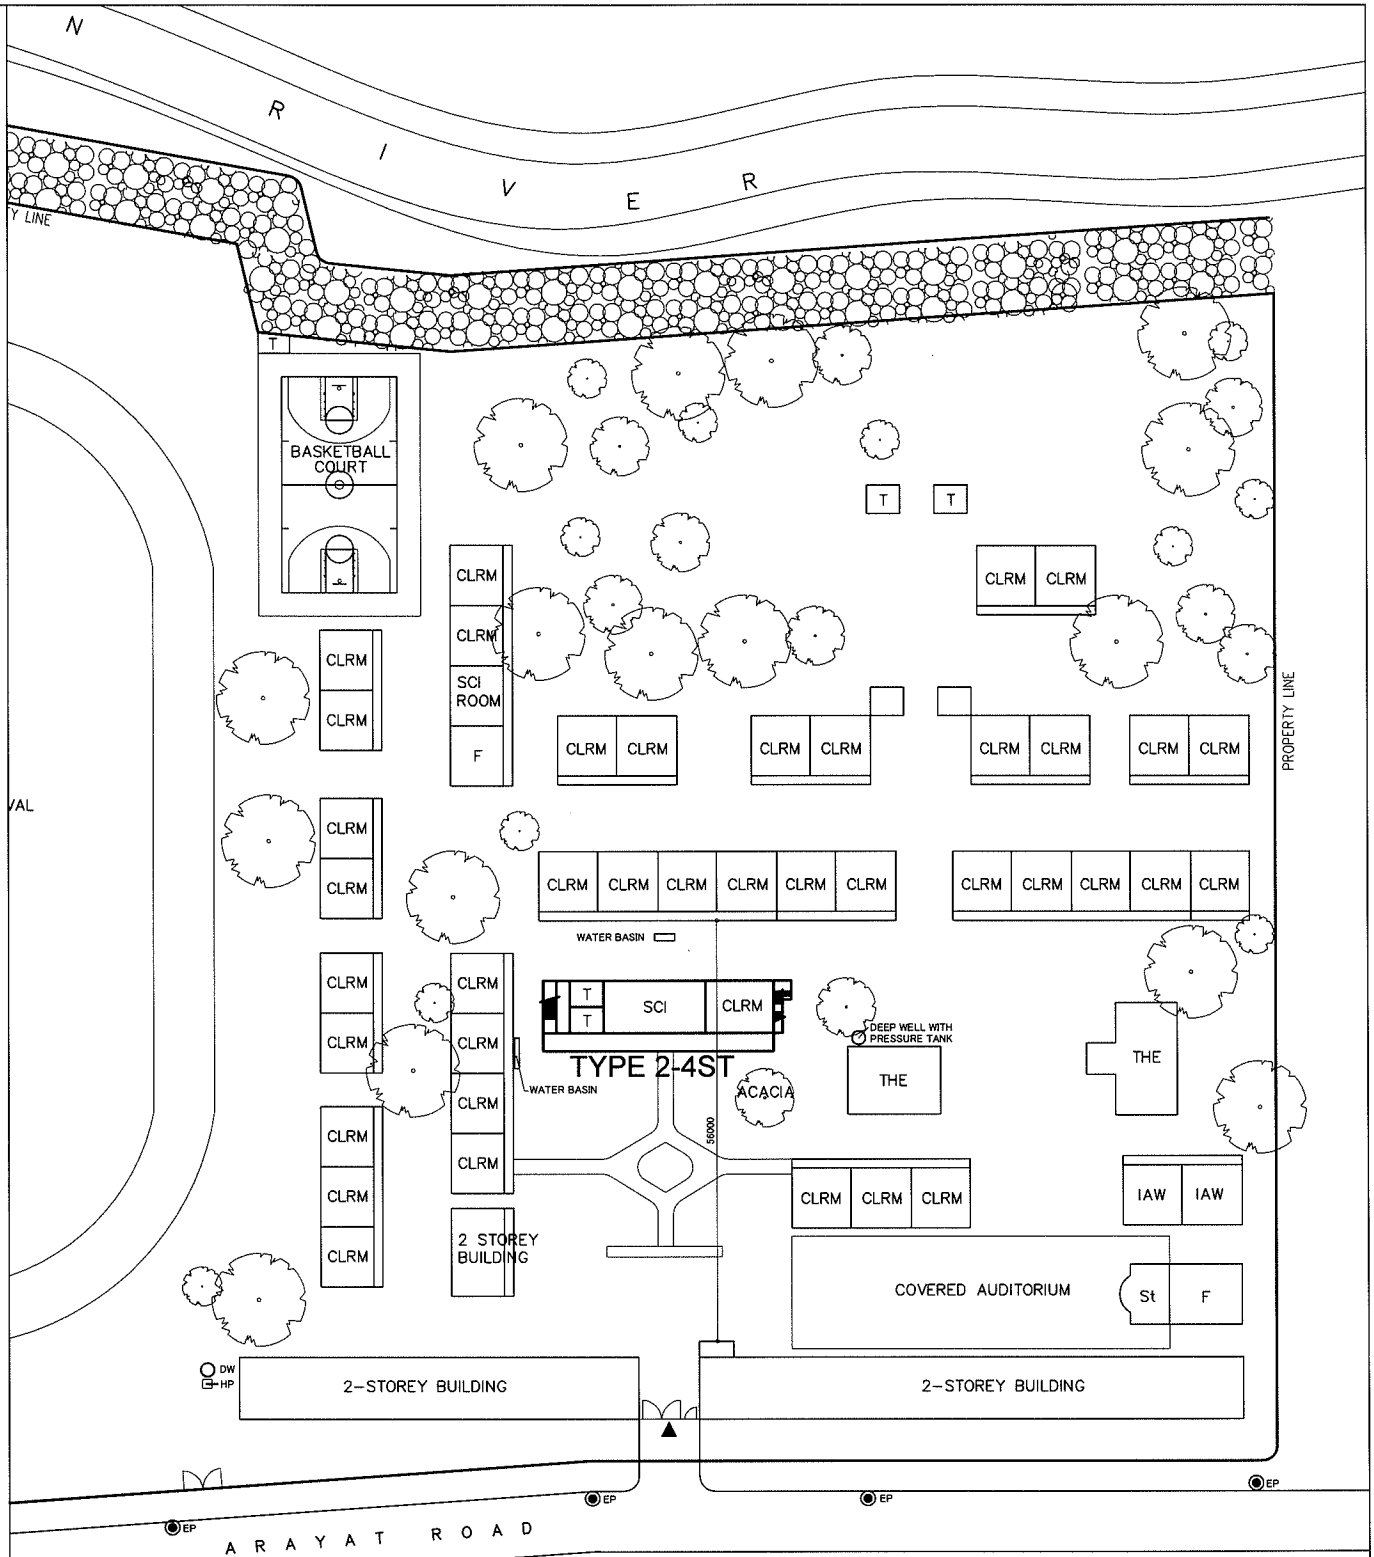 N
R I V E R
Y LINE
T
BASKETBALL
COURT
T T
CLRM
CLRM CLRM
CLRM
CLRM
SCI
ROOM
CLRM
F
PROPERTY LINE
CLRM CLRM
CLRM CLRM
CLRM CLRM
CLRM CLRM
VAL
CLRM
CLRM
CLRM CLRM CLRM CLRM CLRM CLRM
CLRM CLRM CLRM CLRM CLRM
WATER BASIN
CLRM
CLRM
CLRM
CLRM
CLRM
CLRM
T
T
SCI
CLRM
TYPE 2-4ST
WATER BASIN
DEEP WELL WITH
PRESSURE TANK
THE
THE
ACACIA
56000
CLRM
CLRM
CLRM
CLRM CLRM CLRM
IAW IAW
2 STOREY
BUILDING
COVERED AUDITORIUM
St
F
DW
HP
2-STOREY BUILDING
2-STOREY BUILDING
EP
EP
EP
EP
ARAYAT ROAD